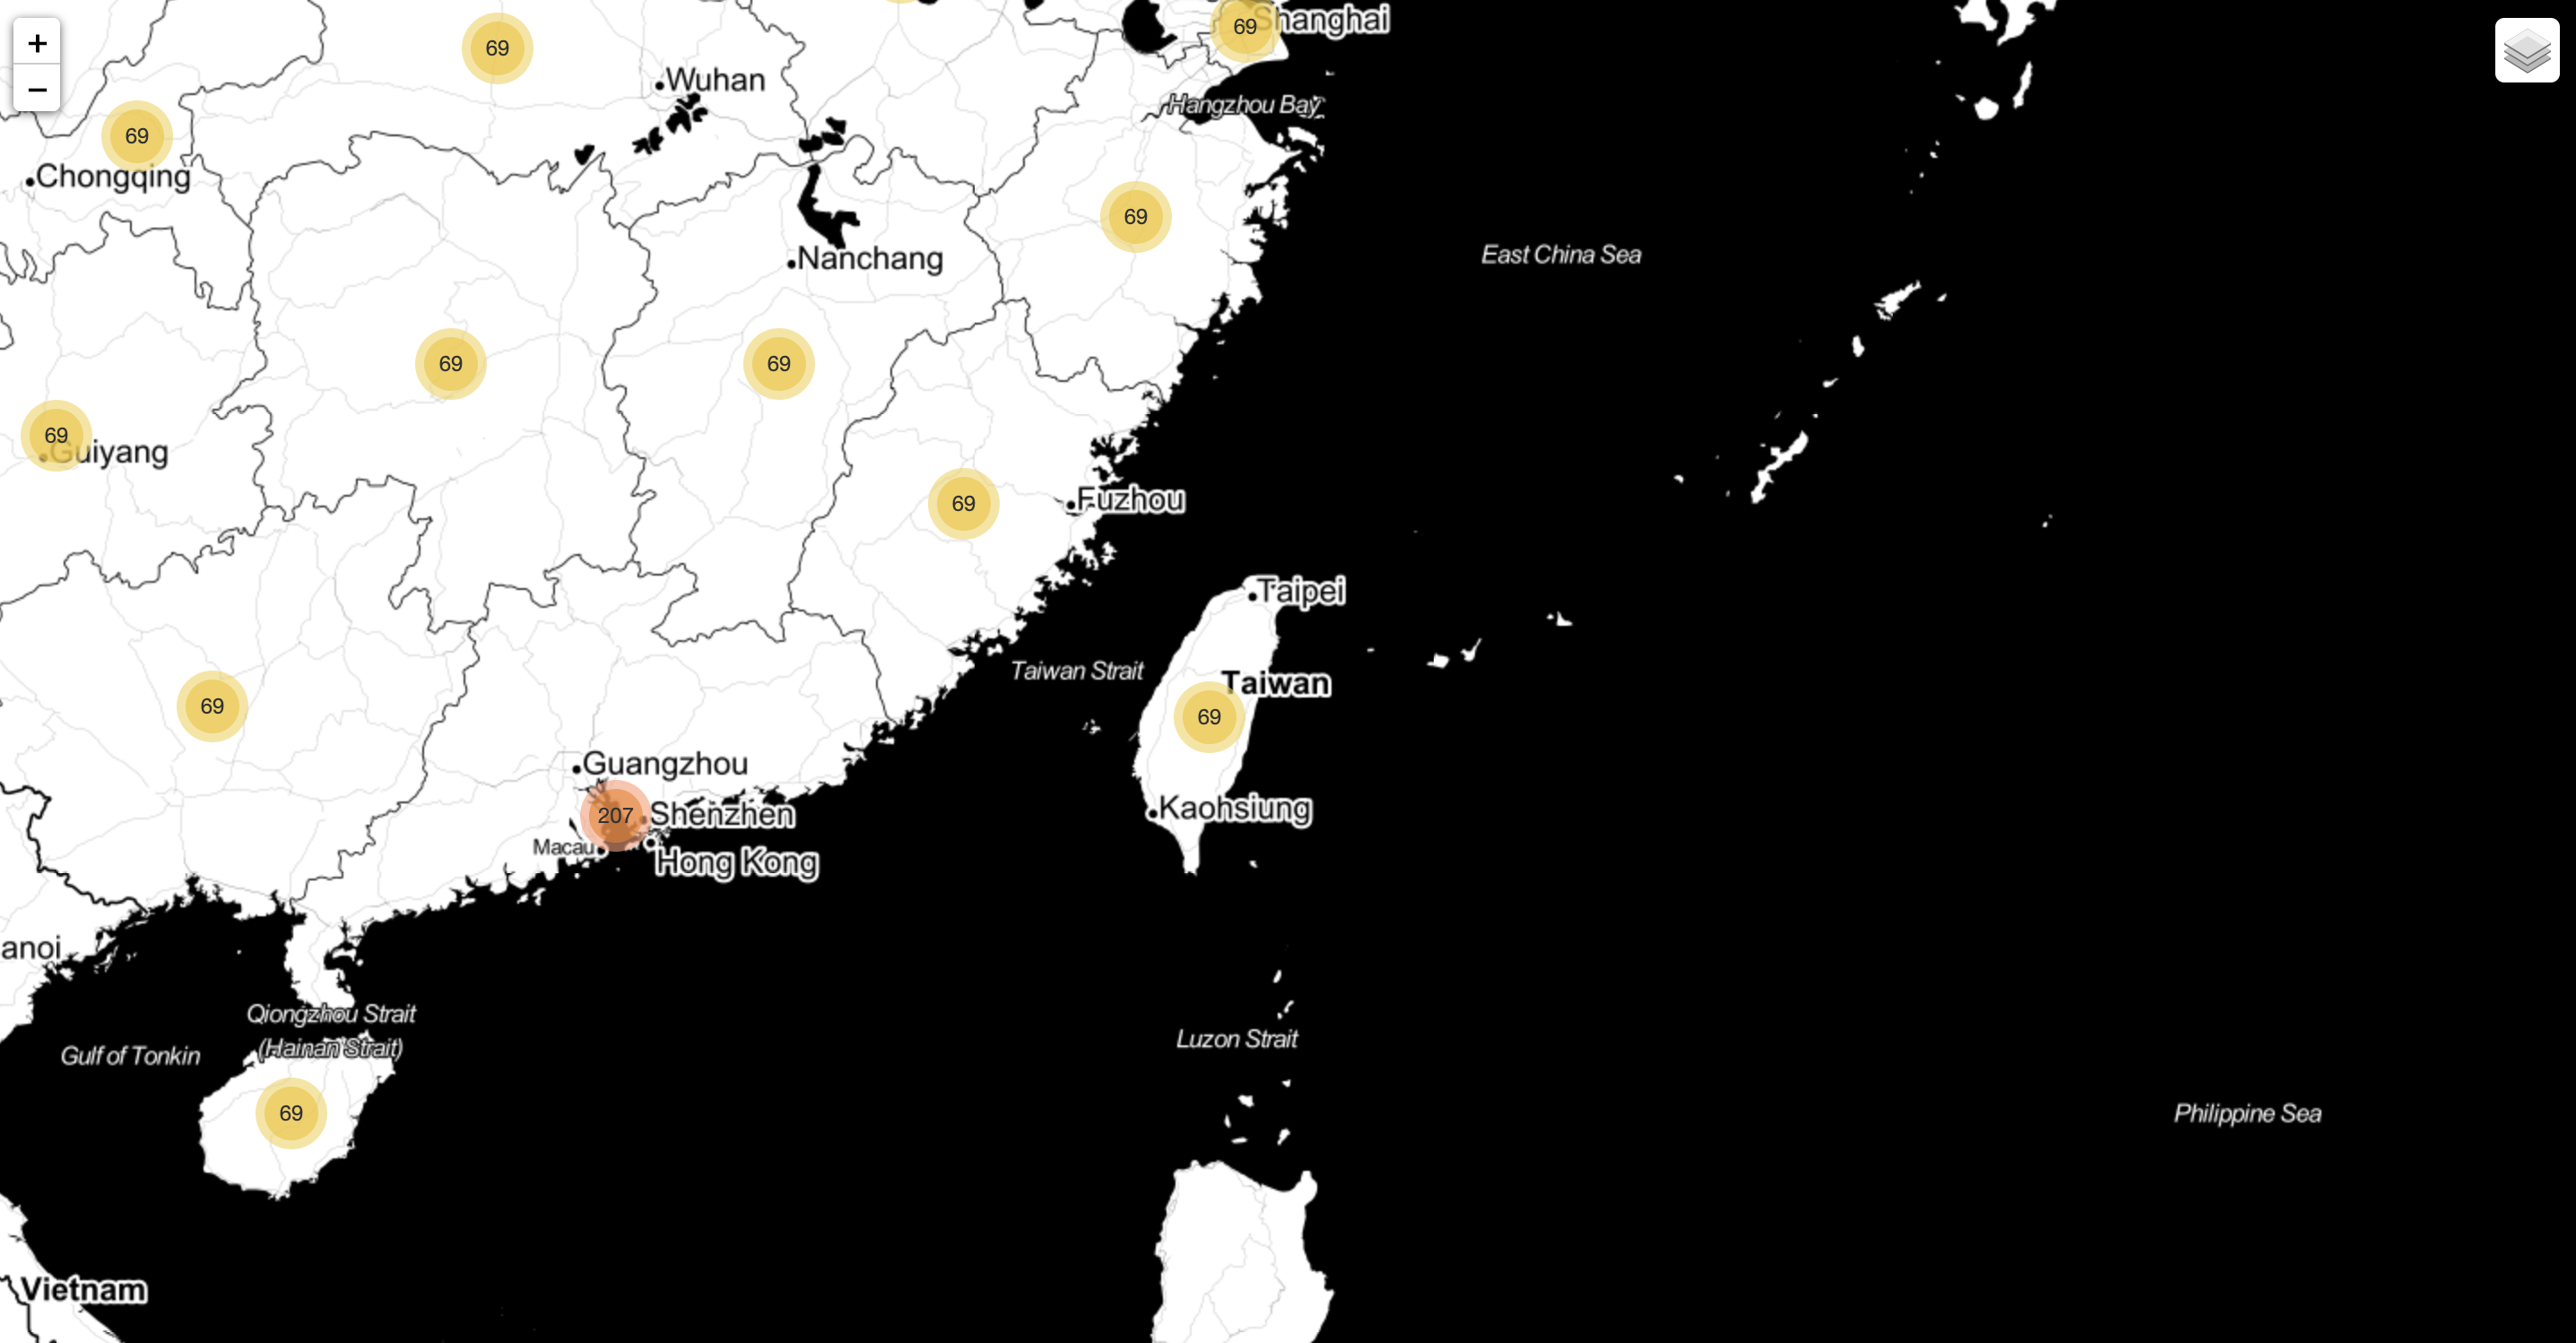 +
−
69
Shanghai
69
Wuhan
Hangzhou Bay
69
Chongqing
69
Nanchang
East China Sea
69
69
69
Guiyang
69
Fuzhou
Taipei
Taiwan Strait
Taiwan
69
69
Guangzhou
207
Shenzhen
Kaohsiung
Macau
Hong Kong
anoi
Qiongzhou Strait
(Hainan Strait)
Gulf of Tonkin
Luzon Strait
69
Philippine Sea
Vietnam